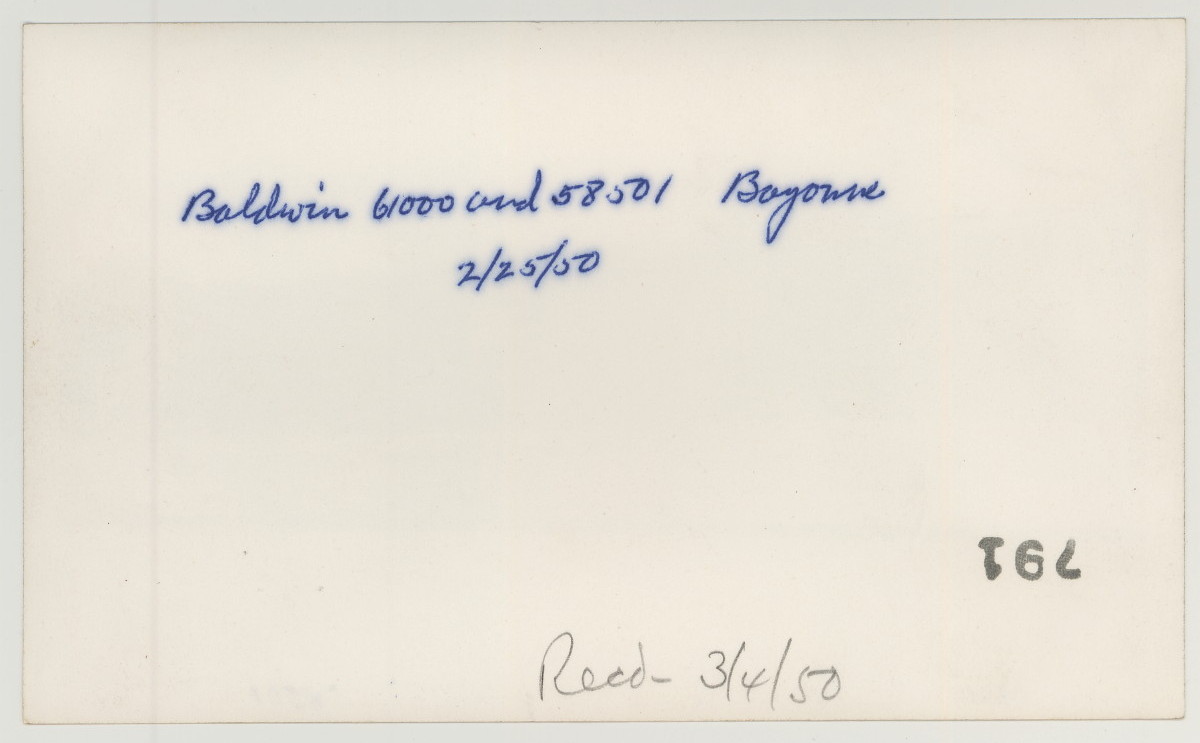 Baldwin 61000 and 58501 Bayonne
2/25/50
791
Recd- 3/4/50